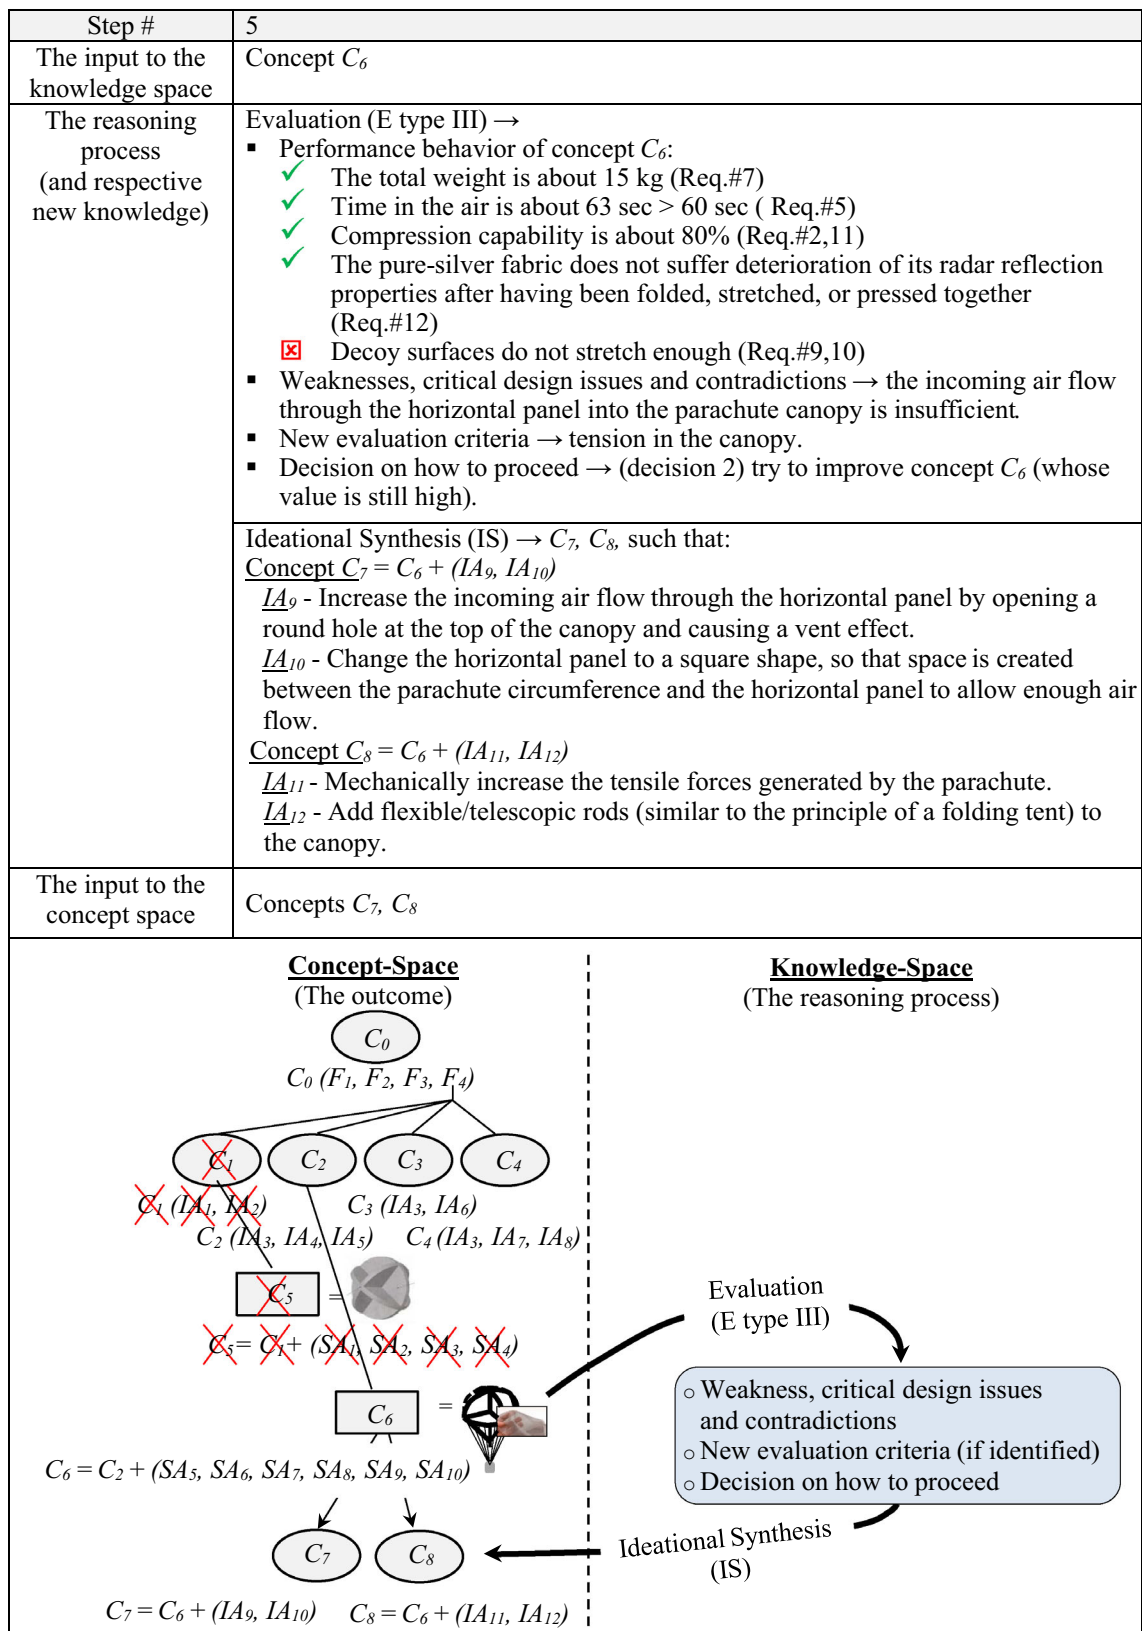 Step #
5
The input to the
knowledge space
Concept C6
The reasoning
process
(and respective
new knowledge)
Evaluation (E type III) →
▪ Performance behavior of concept C6:
✓ The total weight is about 15 kg (Req.#7)
✓ Time in the air is about 63 sec > 60 sec ( Req.#5)
✓ Compression capability is about 80% (Req.#2,11)
✓ The pure-silver fabric does not suffer deterioration of its radar reflection
properties after having been folded, stretched, or pressed together
(Req.#12)
☒ Decoy surfaces do not stretch enough (Req.#9,10)
▪ Weaknesses, critical design issues and contradictions → the incoming air flow
through the horizontal panel into the parachute canopy is insufficient.
▪ New evaluation criteria → tension in the canopy.
▪ Decision on how to proceed → (decision 2) try to improve concept C6 (whose
value is still high).
Ideational Synthesis (IS) → C7, C8, such that:
Concept C7 = C6 + (IA9, IA10)
IA9 - Increase the incoming air flow through the horizontal panel by opening a
round hole at the top of the canopy and causing a vent effect.
IA10 - Change the horizontal panel to a square shape, so that space is created
between the parachute circumference and the horizontal panel to allow enough air
flow.
Concept C8 = C6 + (IA11, IA12)
IA11 - Mechanically increase the tensile forces generated by the parachute.
IA12 - Add flexible/telescopic rods (similar to the principle of a folding tent) to
the canopy.
The input to the
concept space
Concepts C7, C8
Concept-Space
(The outcome)
Knowledge-Space
(The reasoning process)
C0
C0 (F1, F2, F3, F4)
C1
C2
C3
C4
C1 (IA1, IA2)
C3 (IA3, IA6)
C2 (IA3, IA4, IA5)
C4 (IA3, IA7, IA8)
C5
=
C5= C1+ (SA1, SA2, SA3, SA4)
Evaluation
(E type III)
C6
=
C6 = C2 + (SA5, SA6, SA7, SA8, SA9, SA10)
○ Weakness, critical design issues
and contradictions
○ New evaluation criteria (if identified)
○ Decision on how to proceed
Ideational Synthesis
(IS)
C7
C8
C7 = C6 + (IA9, IA10)
C8 = C6 + (IA11, IA12)